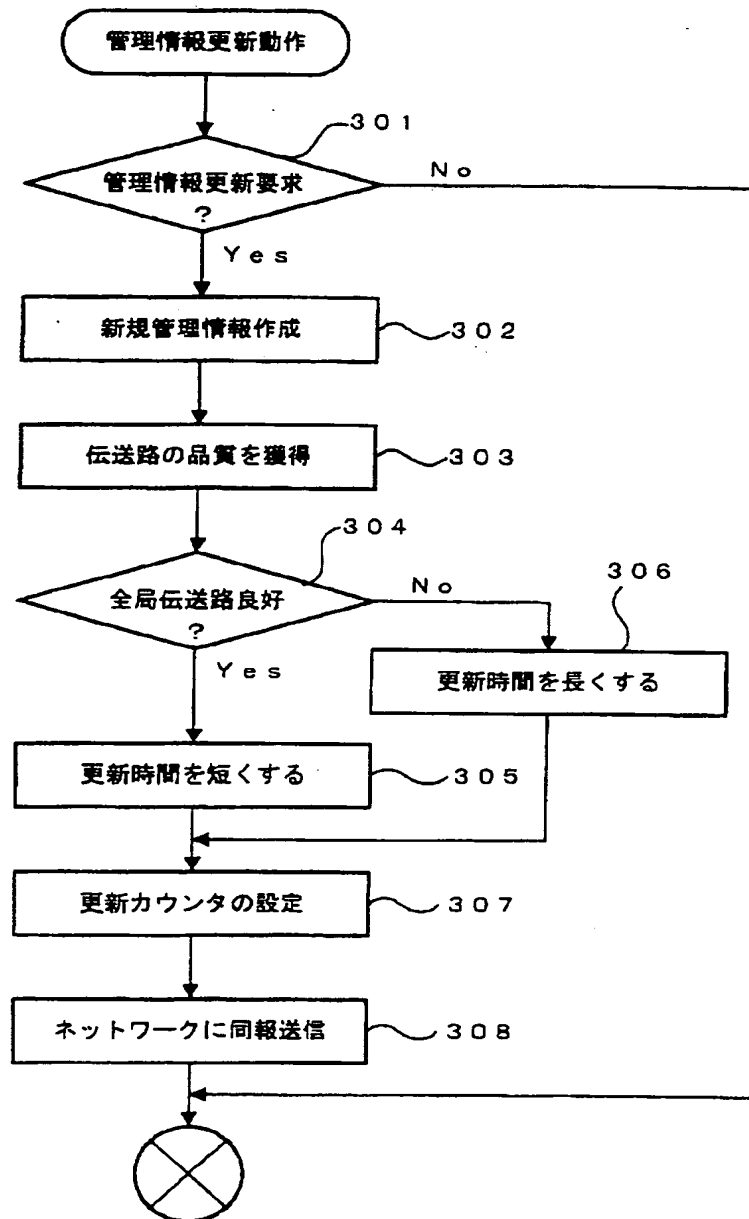 管理情報更新動作
301
管理情報更新要求
?
No
Yes
新規管理情報作成
302
伝送路の品質を獲得
303
304
全局伝送路良好
?
No
306
Yes
更新時間を長くする
更新時間を短くする
305
更新カウンタの設定
307
ネットワークに同報送信
308